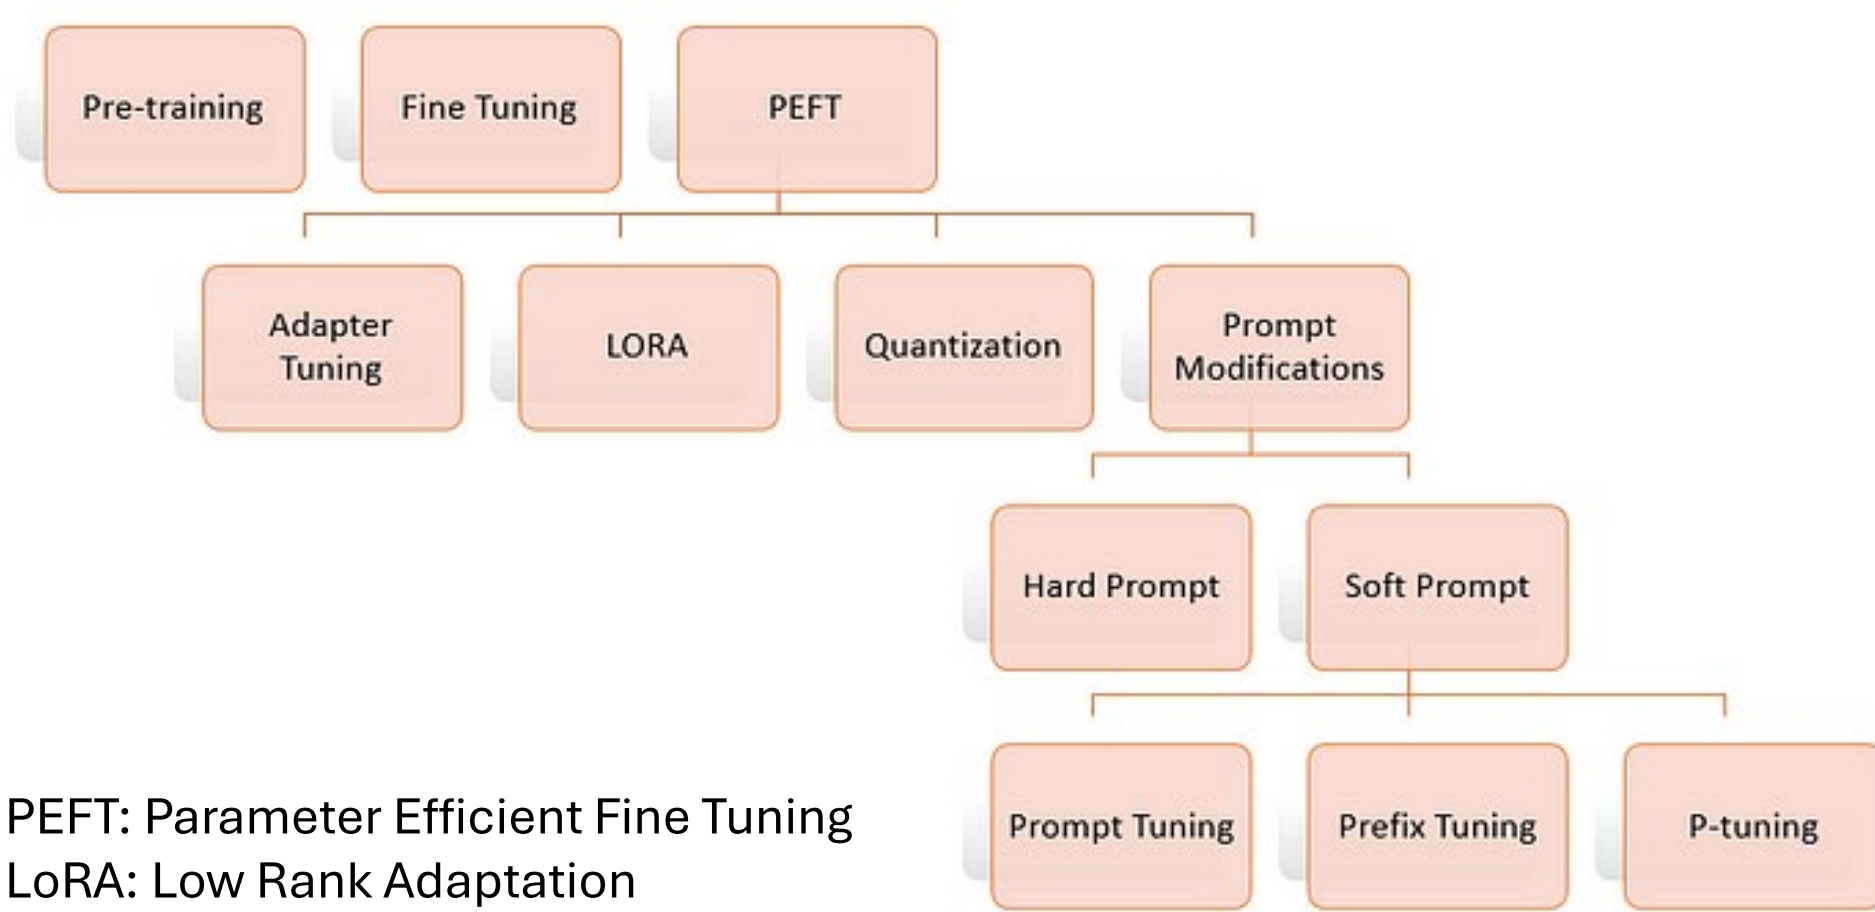 Pre-training
Fine Tuning
PEFT
Adapter
Tuning
LORA
Quantization
Prompt
Modifications
Hard Prompt
Soft Prompt
Prompt Tuning
Prefix Tuning
P-tuning
PEFT: Parameter Efficient Fine Tuning
LoRA: Low Rank Adaptation